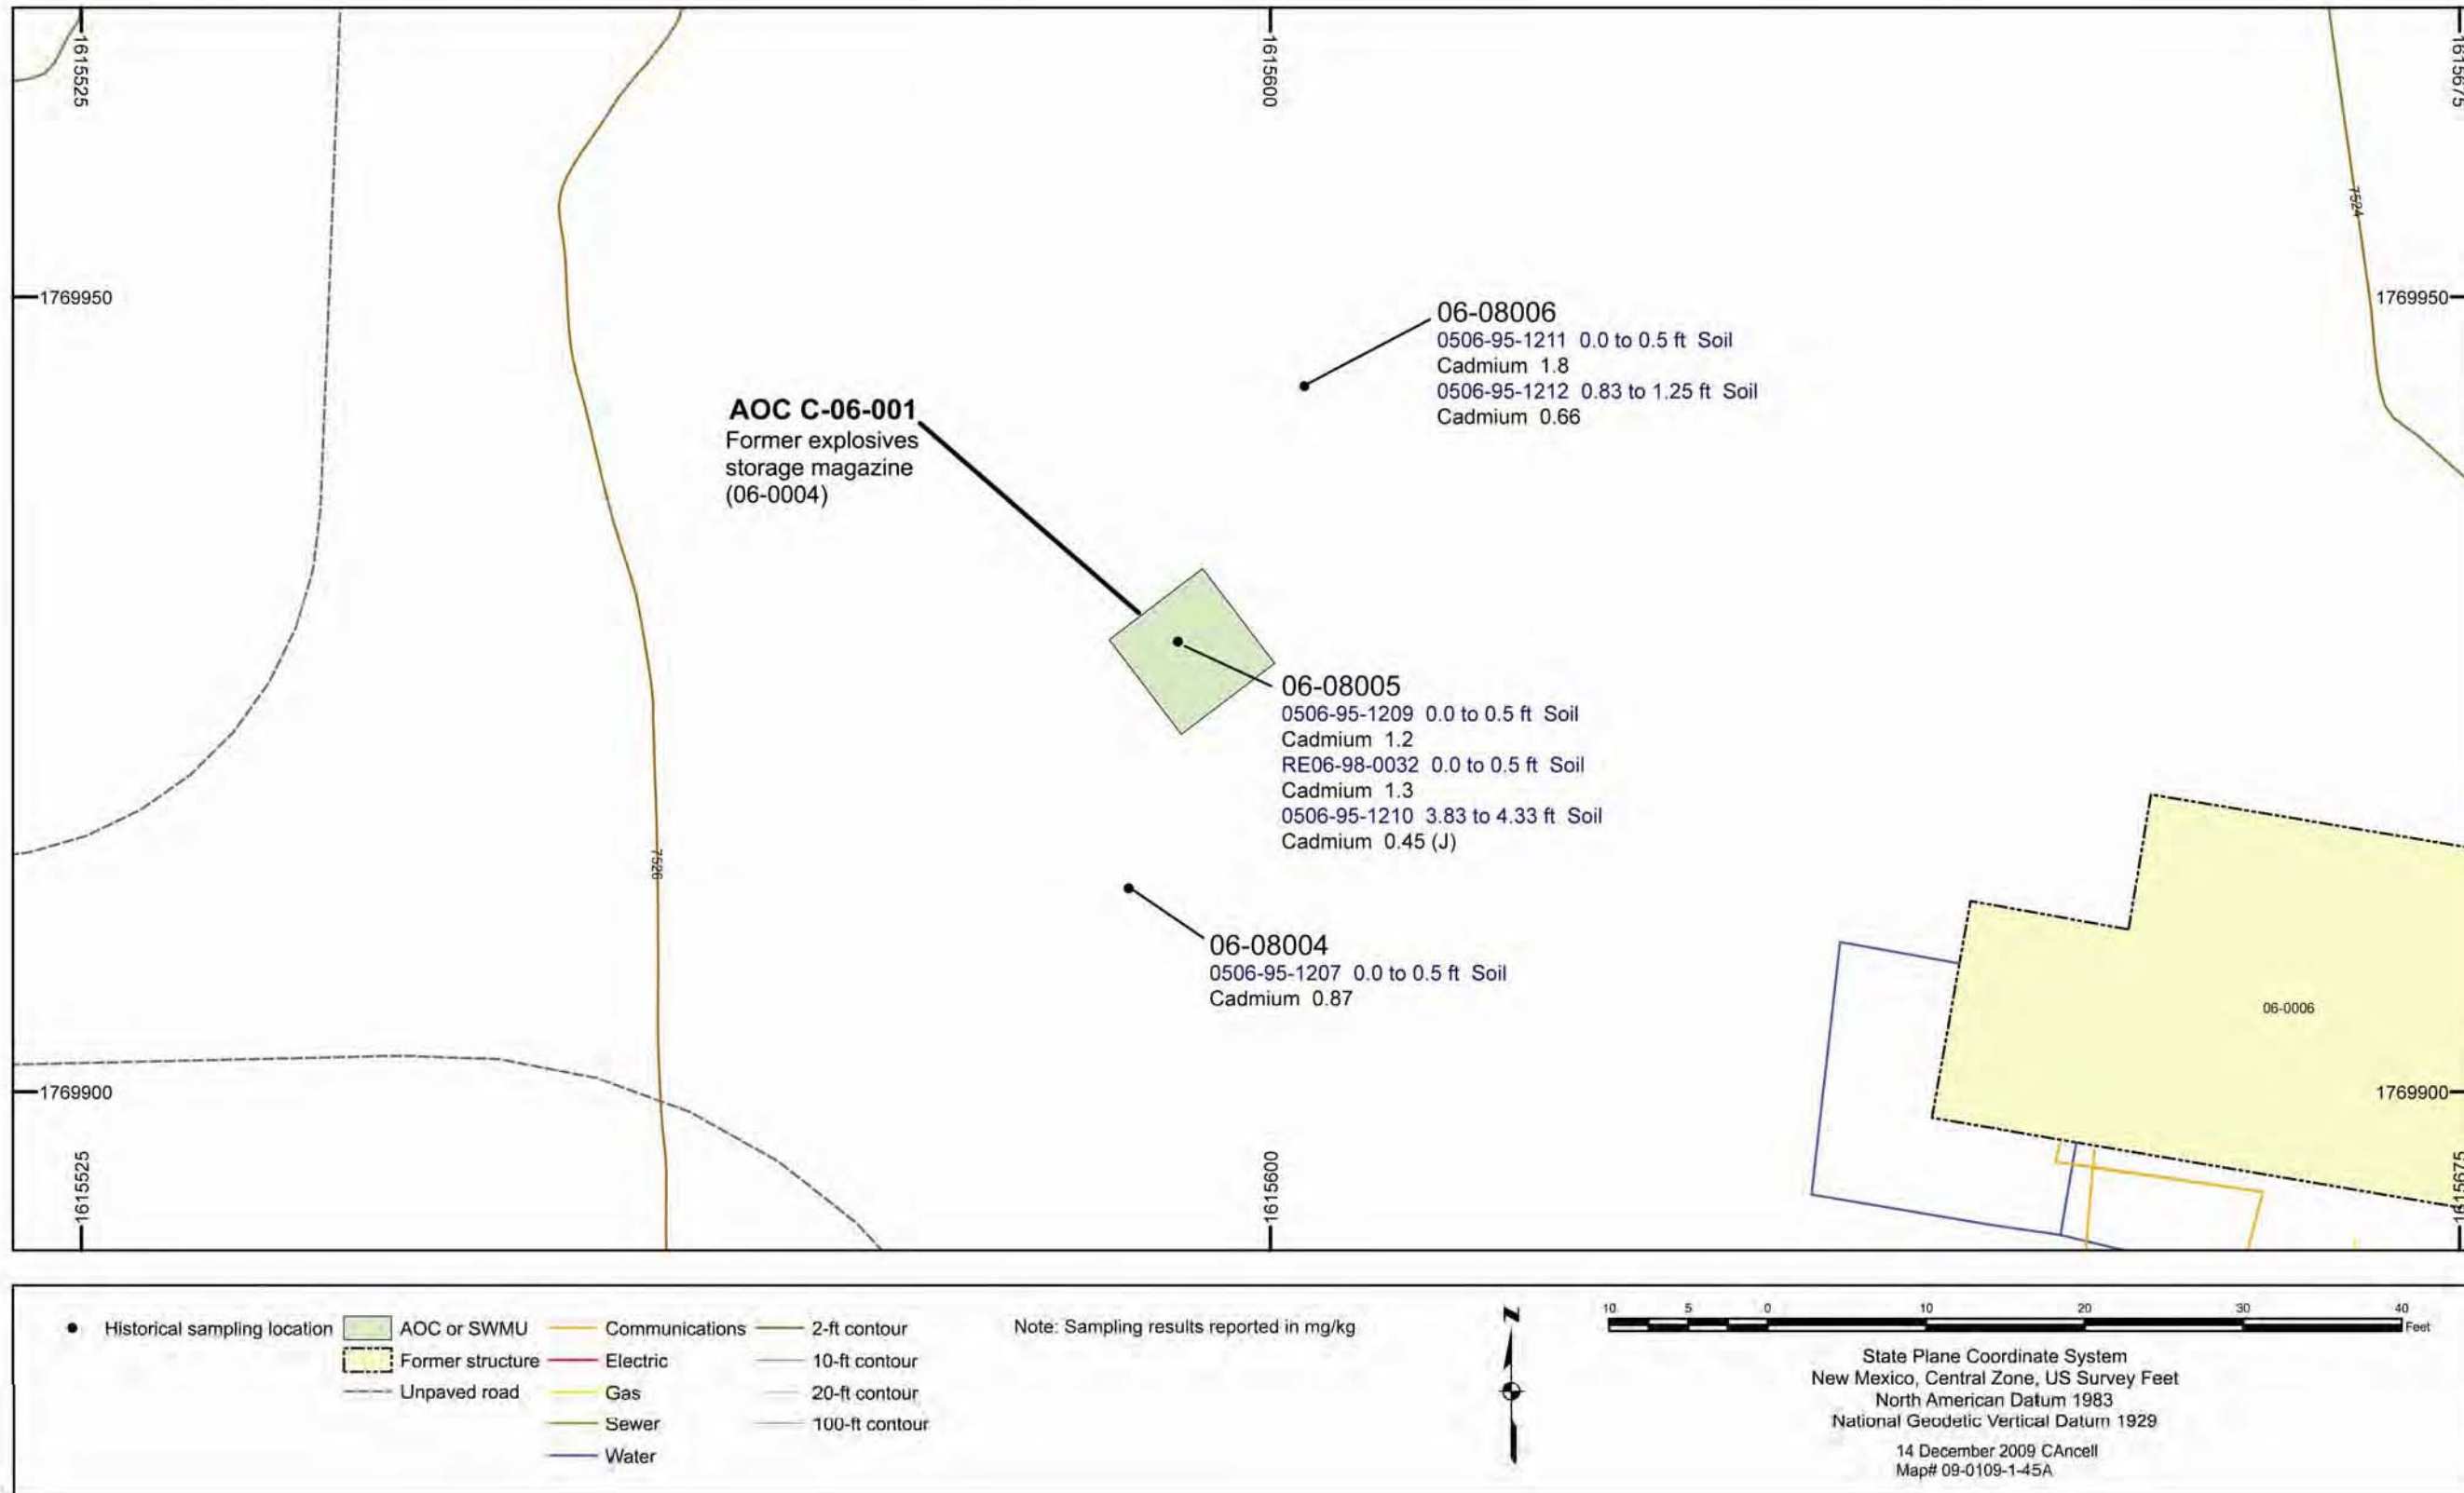 1615525
1615600
1615675
7524
1769950
1769950
06-08006
0506-95-1211 0.0 to 0.5 ft Soil
Cadmium 1.8
0506-95-1212 0.83 to 1.25 ft Soil
Cadmium 0.66
AOC C-06-001
Former explosives
storage magazine
(06-0004)
06-08005
0506-95-1209 0.0 to 0.5 ft Soil
Cadmium 1.2
RE06-98-0032 0.0 to 0.5 ft Soil
Cadmium 1.3
0506-95-1210 3.83 to 4.33 ft Soil
Cadmium 0.45 (J)
7526
06-08004
0506-95-1207 0.0 to 0.5 ft Soil
Cadmium 0.87
06-0006
1769900
1769900
1615525
1615600
1615675
Historical sampling location
AOC or SWMU
Former structure
Unpaved road
Communications
Electric
Gas
Sewer
Water
2-ft contour
10-ft contour
20-ft contour
100-ft contour
Note: Sampling results reported in mg/kg
N
10 5 0 10 20 30 40
Feet
State Plane Coordinate System
New Mexico, Central Zone, US Survey Feet
North American Datum 1983
National Geodetic Vertical Datum 1929
14 December 2009 CAncell
Map# 09-0109-1-45A